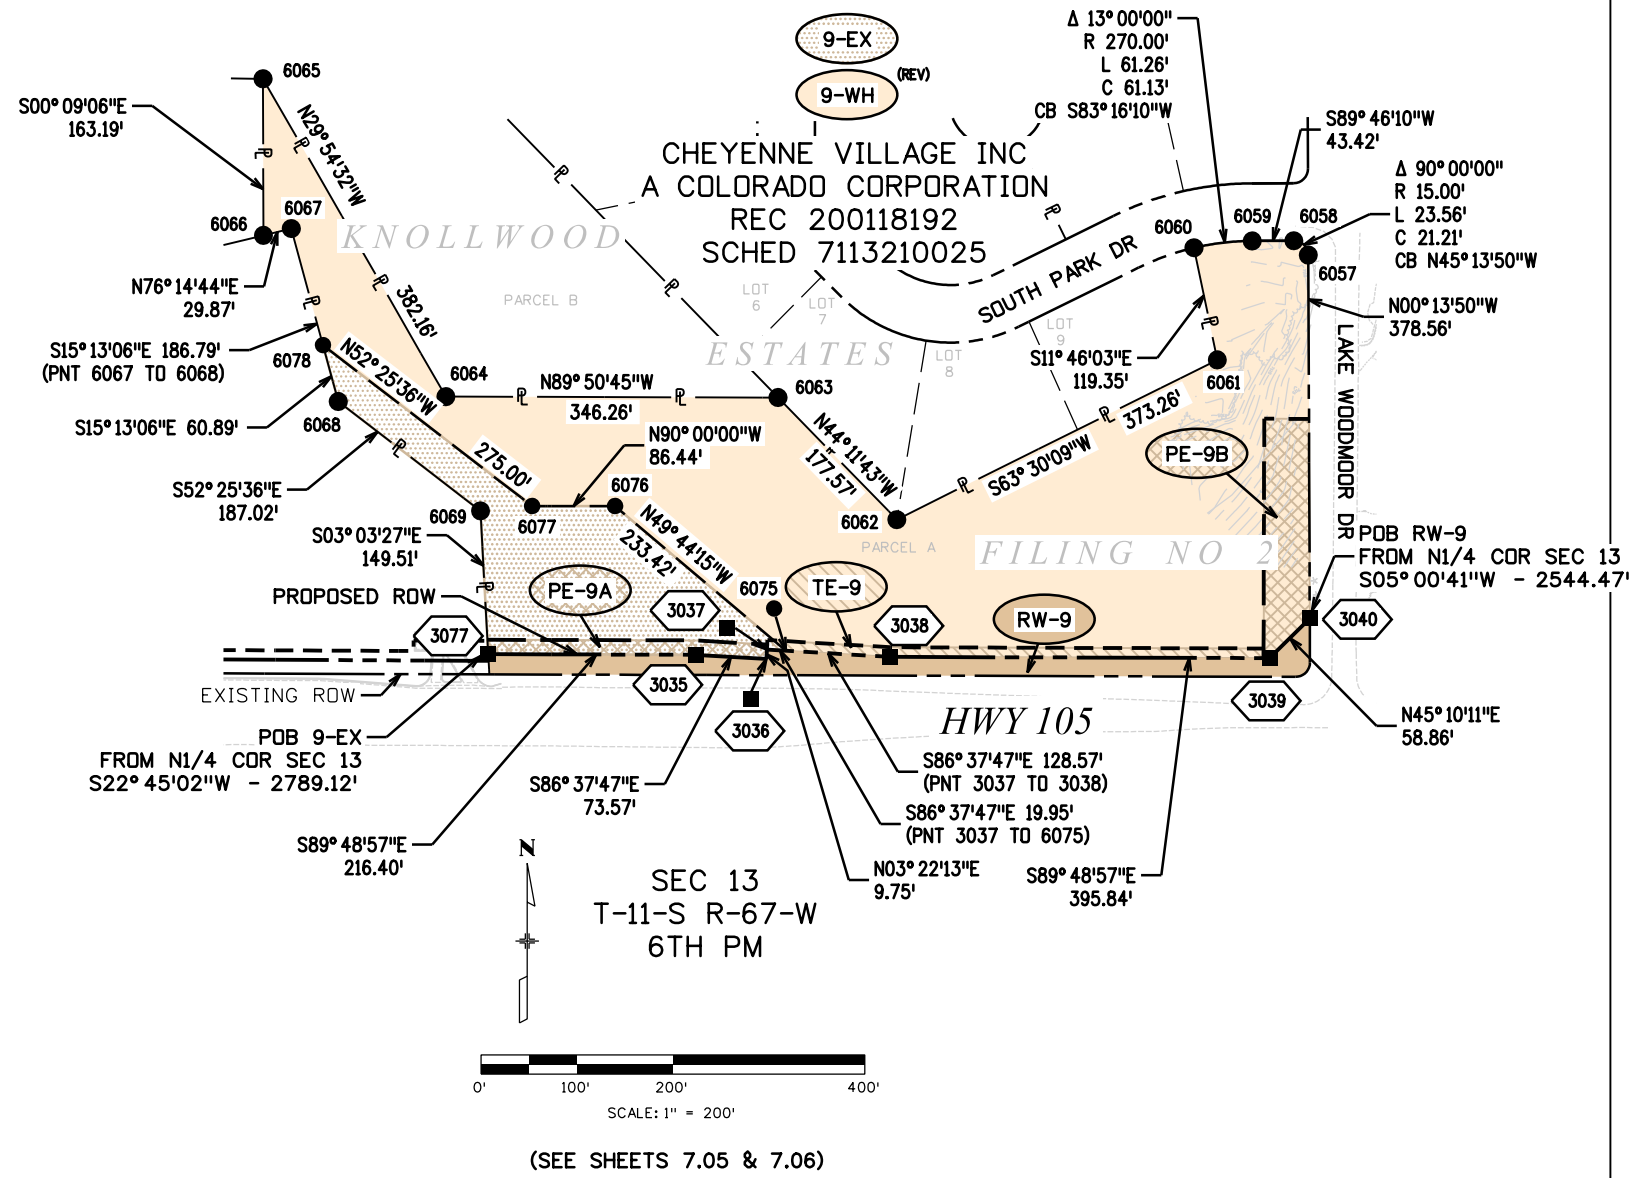 9-EX
(REV)
9-WH
CHEYENNE VILLAGE INC
A COLORADO CORPORATION
REC 200118192
SCHED 7113210025
Δ 13°00'00"
R 270.00'
L 61.26'
C 61.13'
CB S83°16'10"W
S89°46'10"W
43.42'
Δ 90°00'00"
R 15.00'
L 23.56'
C 21.21'
CB N45°13'50"W
N00°13'50"W
378.56'
6065
S00°09'06"E
163.19'
N29°54'32"W
382.16'
6066
6067
N76°14'44"E
29.87'
S15°13'06"E 186.79'
(PNT 6067 TO 6068)
6078
S15°13'06"E 60.89'
6068
N52°25'36"W
275.00'
6064
N89°50'45"W
346.26'
6063
KNOLLWOOD
ESTATES
FILING NO 2
PARCEL B
LOT
6
LOT
7
LOT
8
LOT
9
PARCEL A
SOUTH PARK DR
6060
6059
6058
6057
S11°46'03"E
119.35'
6061
LAKE WOODMOOR DR
N44°11'43"W
177.57'
6062
S63°30'09"W
373.26'
PE-9B
N90°00'00"W
86.44'
6076
6077
S52°25'36"E
187.02'
6069
S03°03'27"E
149.51'
N49°44'15"W
233.42'
6075
PE-9A
TE-9
RW-9
PROPOSED ROW
3077
3037
3038
3040
POB RW-9
FROM N1/4 COR SEC 13
S05°00'41"W - 2544.47'
EXISTING ROW
3035
3036
3039
HWY 105
N45°10'11"E
58.86'
POB 9-EX
FROM N1/4 COR SEC 13
S22°45'02"W - 2789.12'
S86°37'47"E
73.57'
S86°37'47"E 128.57'
(PNT 3037 TO 3038)
S86°37'47"E 19.95'
(PNT 3037 TO 6075)
S89°48'57"E
216.40'
N03°22'13"E
9.75'
S89°48'57"E
395.84'
N
SEC 13
T-11-S R-67-W
6TH PM
0' 100' 200' 400'
SCALE: 1" = 200'
(SEE SHEETS 7.05 & 7.06)